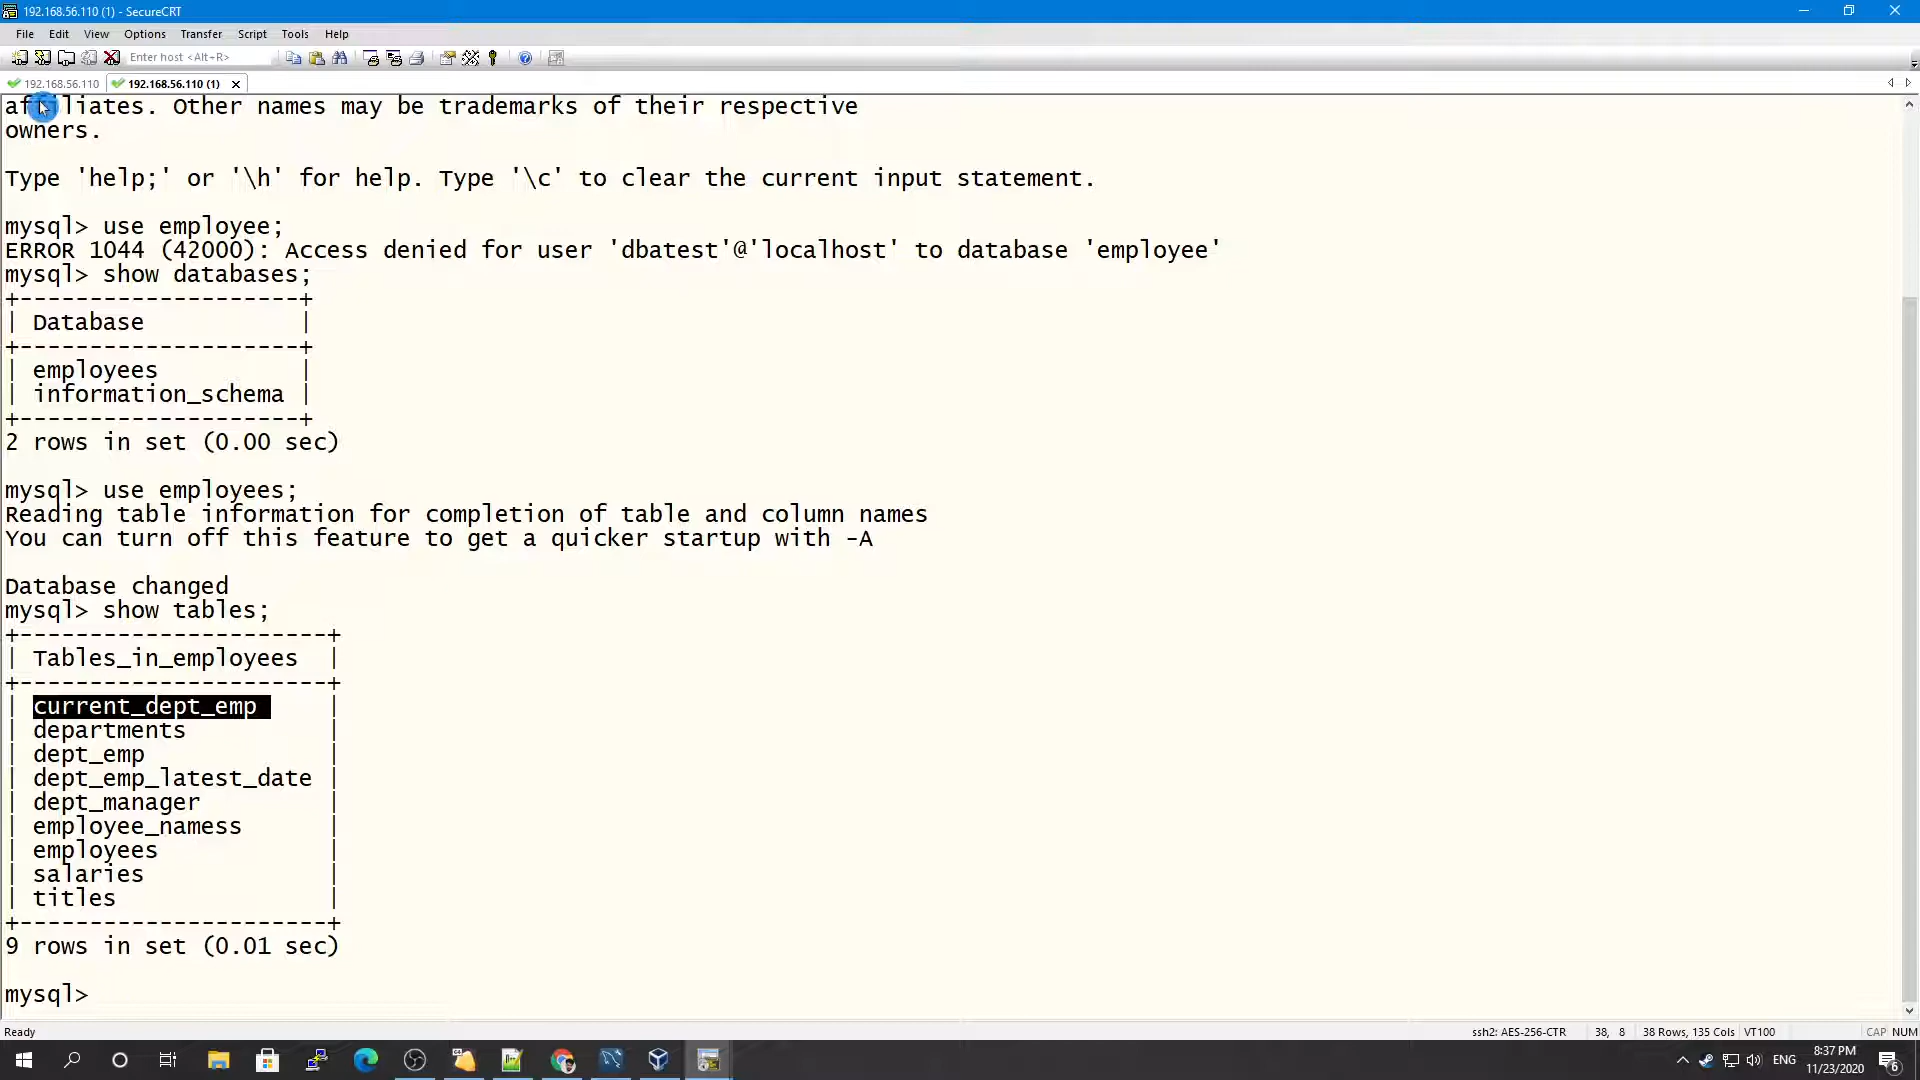 192.168.56.110 (1) - SecureCRT
File Edit View Options Transfer Script Tools Help
Enter host <Alt+R>
192.168.56.110 192.168.56.110 (1)
affiliates. Other names may be trademarks of their respective
owners.
Type 'help;' or '\h' for help. Type '\c' to clear the current input statement.
mysql> use employee;
ERROR 1044 (42000): Access denied for user 'dbatest'@'localhost' to database 'employee'
mysql> show databases;
+--------------------+
| Database           |
+--------------------+
| employees          |
| information_schema |
+--------------------+
2 rows in set (0.00 sec)
mysql> use employees;
Reading table information for completion of table and column names
You can turn off this feature to get a quicker startup with -A
Database changed
mysql> show tables;
+----------------------+
| Tables_in_employees  |
+----------------------+
| current_dept_emp     |
| departments          |
| dept_emp             |
| dept_emp_latest_date |
| dept_manager         |
| employee_namess      |
| employees            |
| salaries             |
| titles               |
+----------------------+
9 rows in set (0.01 sec)
mysql>
Ready ssh2: AES-256-CTR 38, 8 38 Rows, 135 Cols VT100 CAP NUM
ENG 8:37 PM
11/23/2020
6